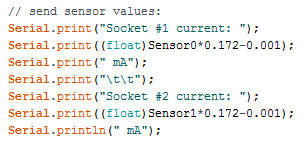 // send sensor values:
Serial.print("Socket #1 current: ");
Serial.print((float)Sensor0*0.172-0.001);
Serial.print(" mA");
Serial.print("\t\t");
Serial.print("Socket #2 current: ");
Serial.print((float)Sensor1*0.172-0.001);
Serial.println(" mA");